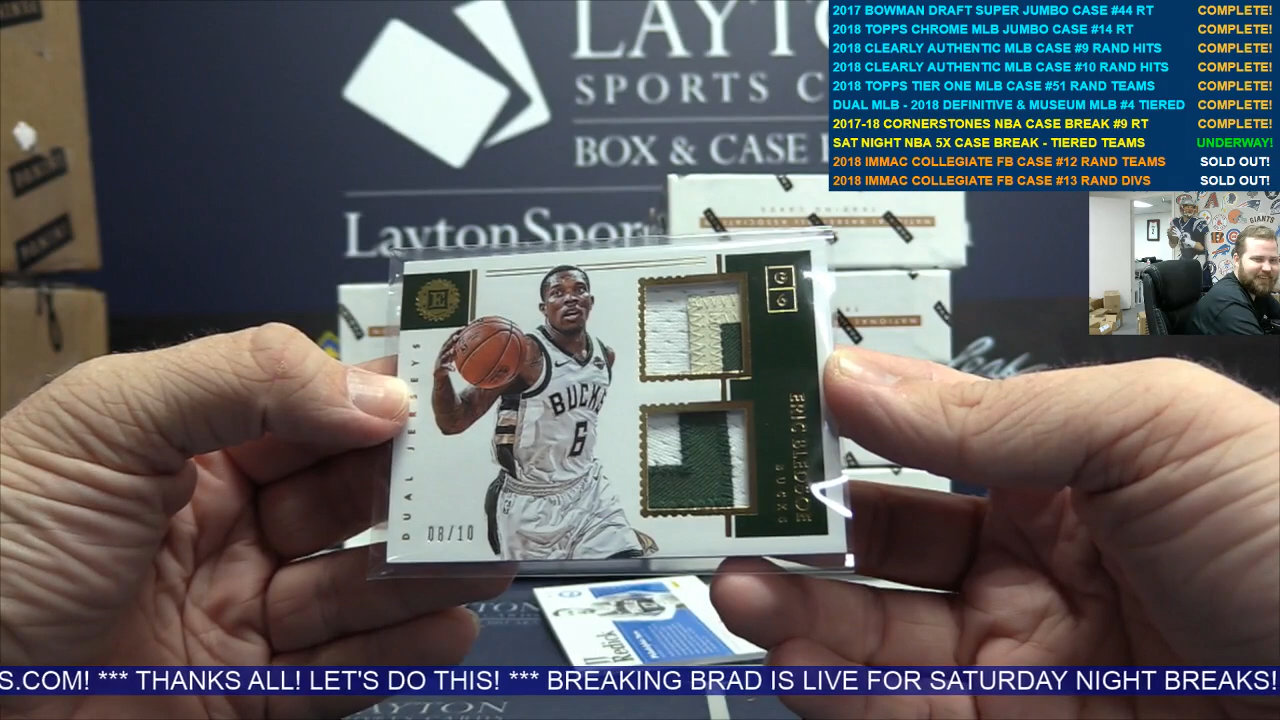 2017 BOWMAN DRAFT SUPER JUMBO CASE #44 RT COMPLETE!
2018 TOPPS CHROME MLB JUMBO CASE #14 RT COMPLETE!
2018 CLEARLY AUTHENTIC MLB CASE #9 RAND HITS COMPLETE!
2018 CLEARLY AUTHENTIC MLB CASE #10 RAND HITS COMPLETE!
2018 TOPPS TIER ONE MLB CASE #51 RAND TEAMS COMPLETE!
DUAL MLB - 2018 DEFINITIVE & MUSEUM MLB #4 TIERED COMPLETE!
2017-18 CORNERSTONES NBA CASE BREAK #9 RT COMPLETE!
SAT NIGHT NBA 5X CASE BREAK - TIERED TEAMS UNDERWAY!
2018 IMMAC COLLEGIATE FB CASE #12 RAND TEAMS SOLD OUT!
2018 IMMAC COLLEGIATE FB CASE #13 RAND DIVS SOLD OUT!
LAYTO
SPORTS C
BOX & CASE
LaytonSpor
GIANTS
E
G
6
DUAL JERSEYS
BUCKS
6
ERIC BLEDSOE
BUCKS
08/10
Redick
S.COM! *** THANKS ALL! LET'S DO THIS! *** BREAKING BRAD IS LIVE FOR SATURDAY NIGHT BREAKS!